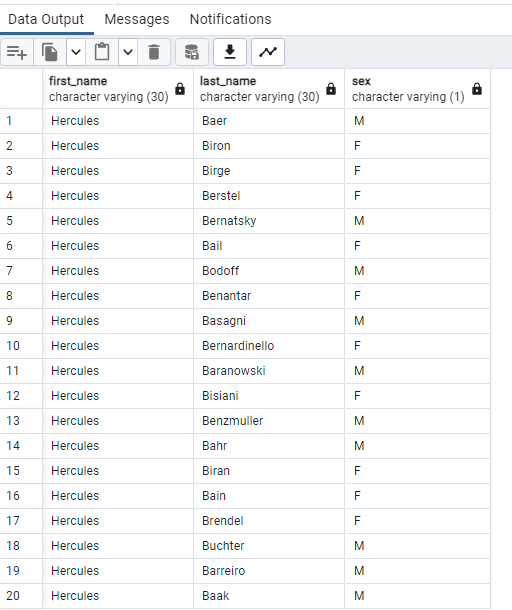 Data Output Messages Notifications
first_name last_name sex
character varying (30) character varying (30) character varying (1)
1 Hercules Baer M
2 Hercules Biron F
3 Hercules Birge F
4 Hercules Berstel F
5 Hercules Bernatsky M
6 Hercules Bail F
7 Hercules Bodoff M
8 Hercules Benantar F
9 Hercules Basagni M
10 Hercules Bernardinello F
11 Hercules Baranowski M
12 Hercules Bisiani F
13 Hercules Benzmuller M
14 Hercules Bahr M
15 Hercules Biran F
16 Hercules Bain F
17 Hercules Brendel F
18 Hercules Buchter M
19 Hercules Barreiro M
20 Hercules Baak M